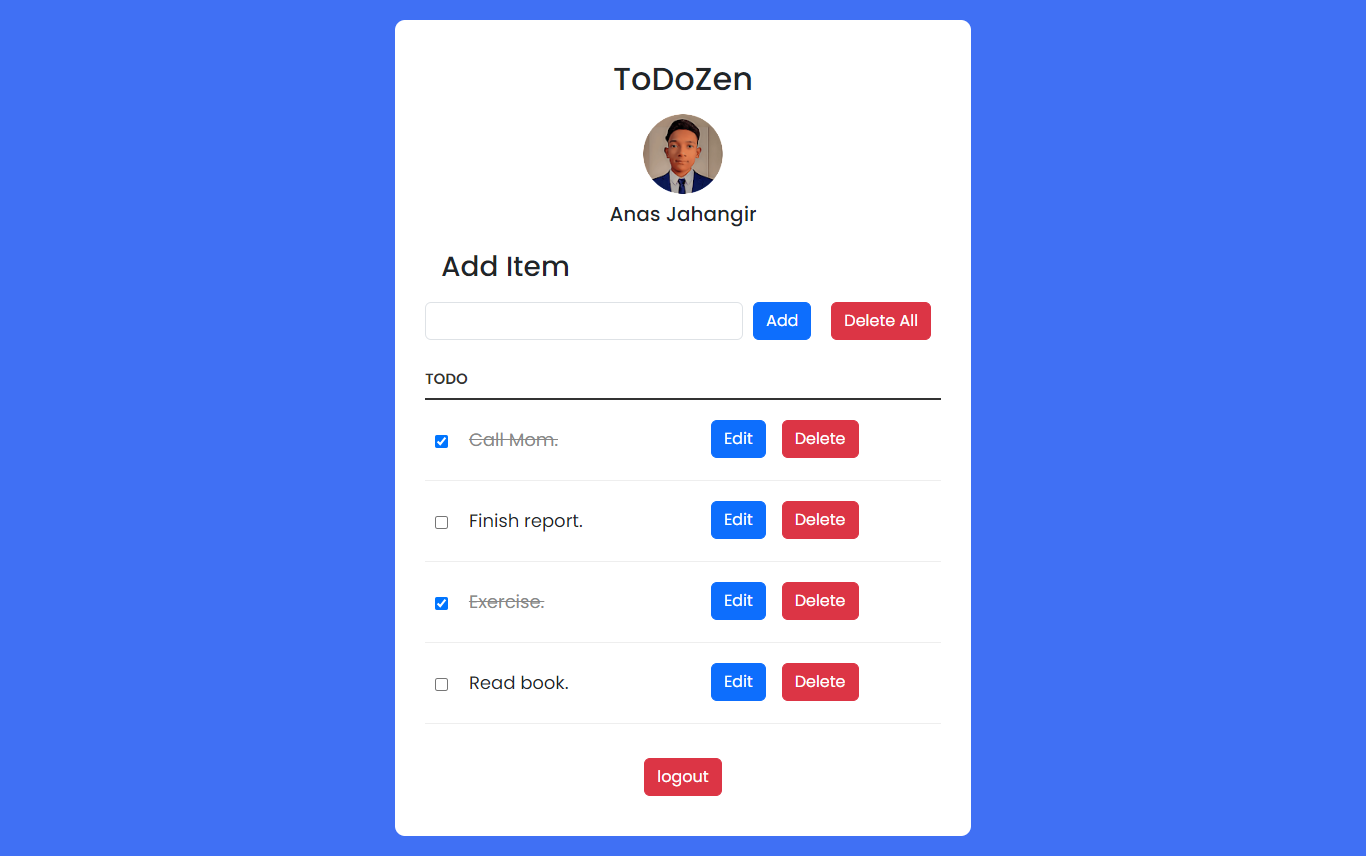 ToDoZen
Anas Jahangir
Add Item
Add Delete All
TODO
Call Mom. Edit Delete
Finish report. Edit Delete
Exercise. Edit Delete
Read book. Edit Delete
logout